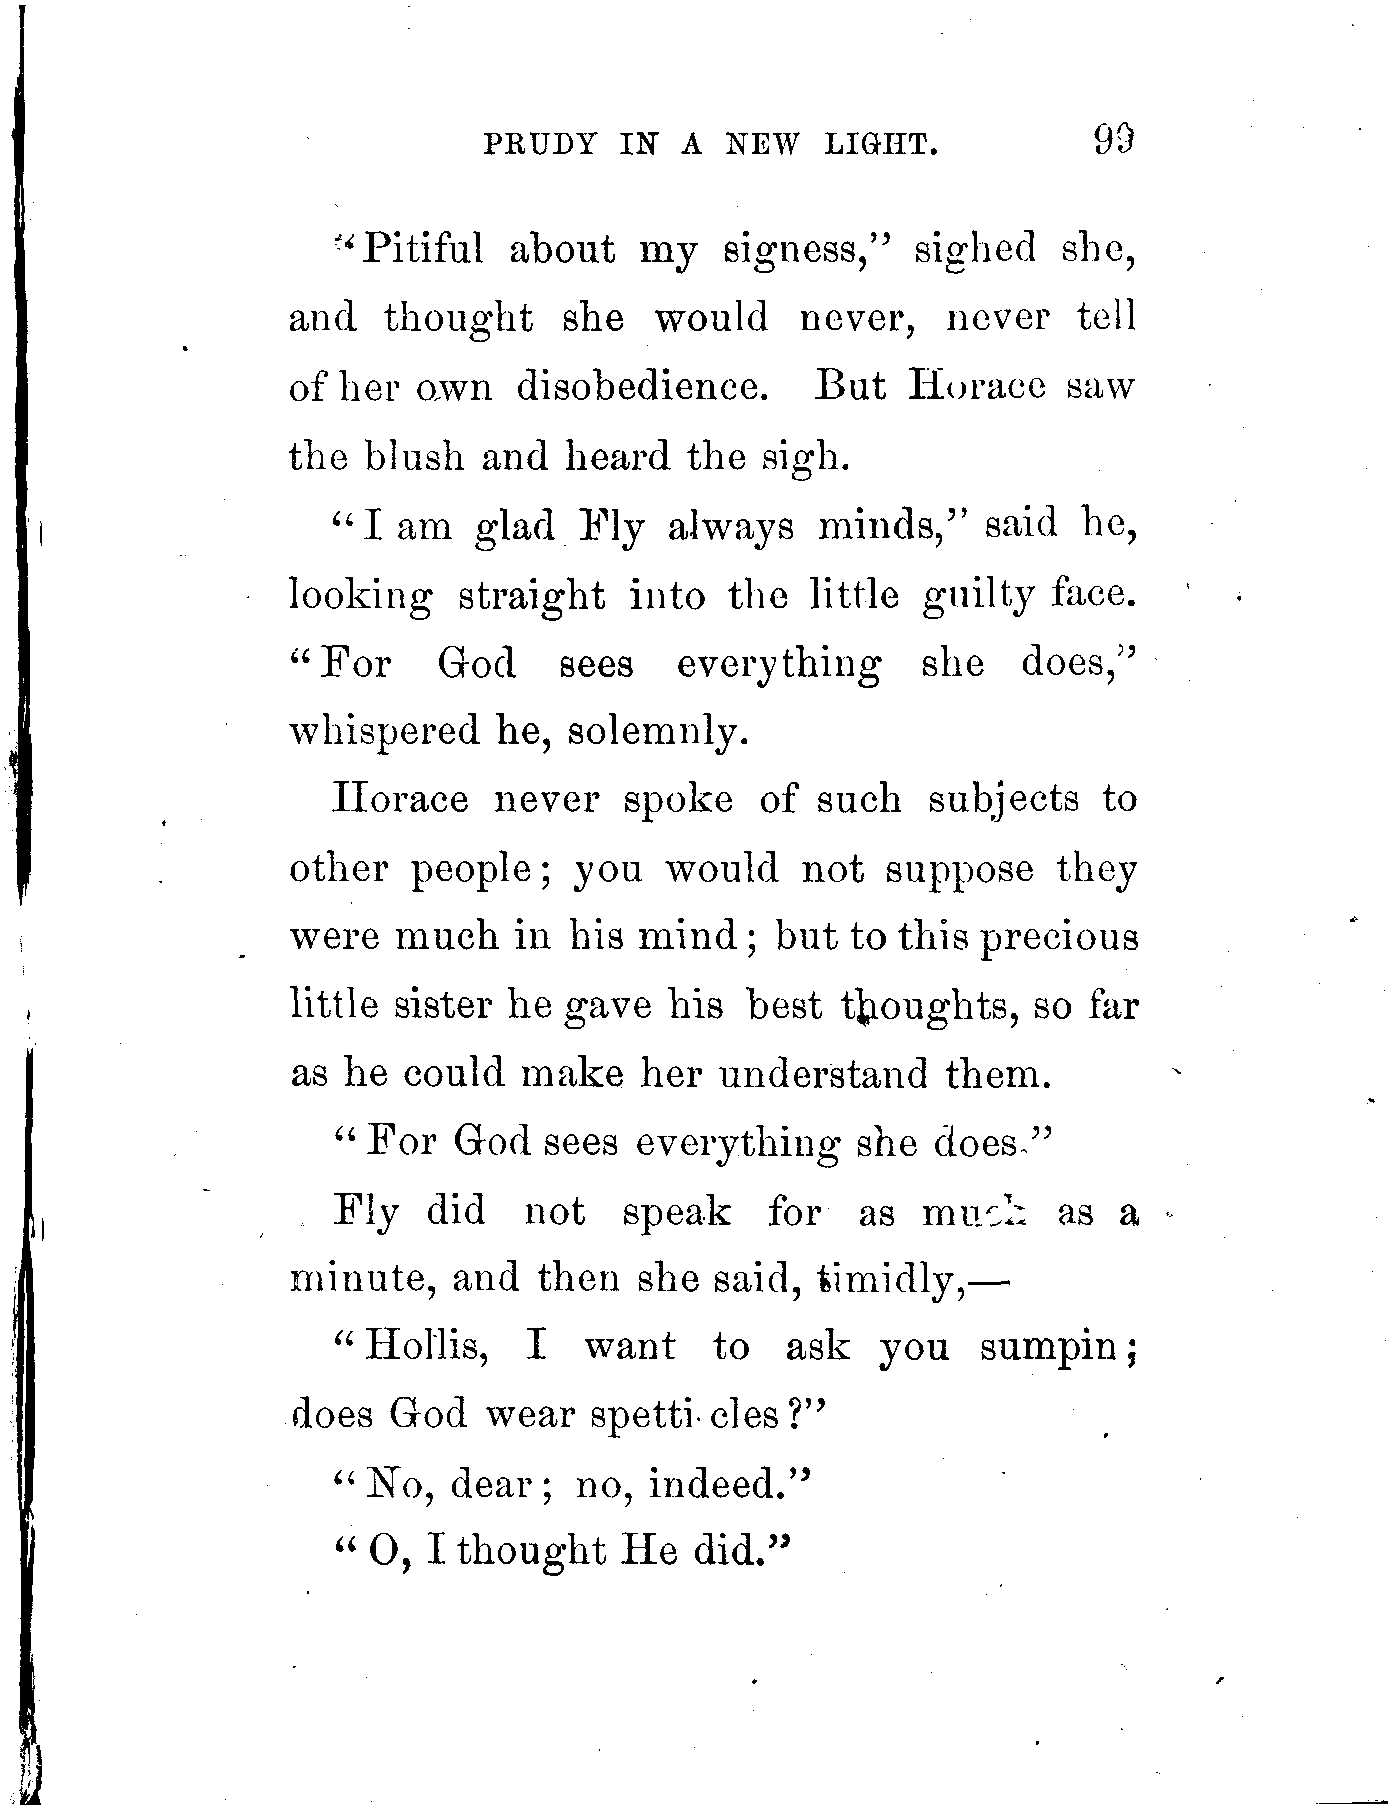 PRUDY IN A NEW LIGHT. 99
"Pitiful about my signess," sighed she,
and thought she would never, never tell
of her own disobedience. But Horace saw
the blush and heard the sigh.
"I am glad Fly always minds," said he,
looking straight into the little guilty face.
"For God sees everything she does,"
whispered he, solemnly.
Horace never spoke of such subjects to
other people; you would not suppose they
were much in his mind; but to this precious
little sister he gave his best thoughts, so far
as he could make her understand them.
"For God sees everything she does."
Fly did not speak for as much as a
minute, and then she said, timidly,—
"Hollis, I want to ask you sumpin;
does God wear spetti-cles?"
"No, dear; no, indeed."
"O, I thought He did."